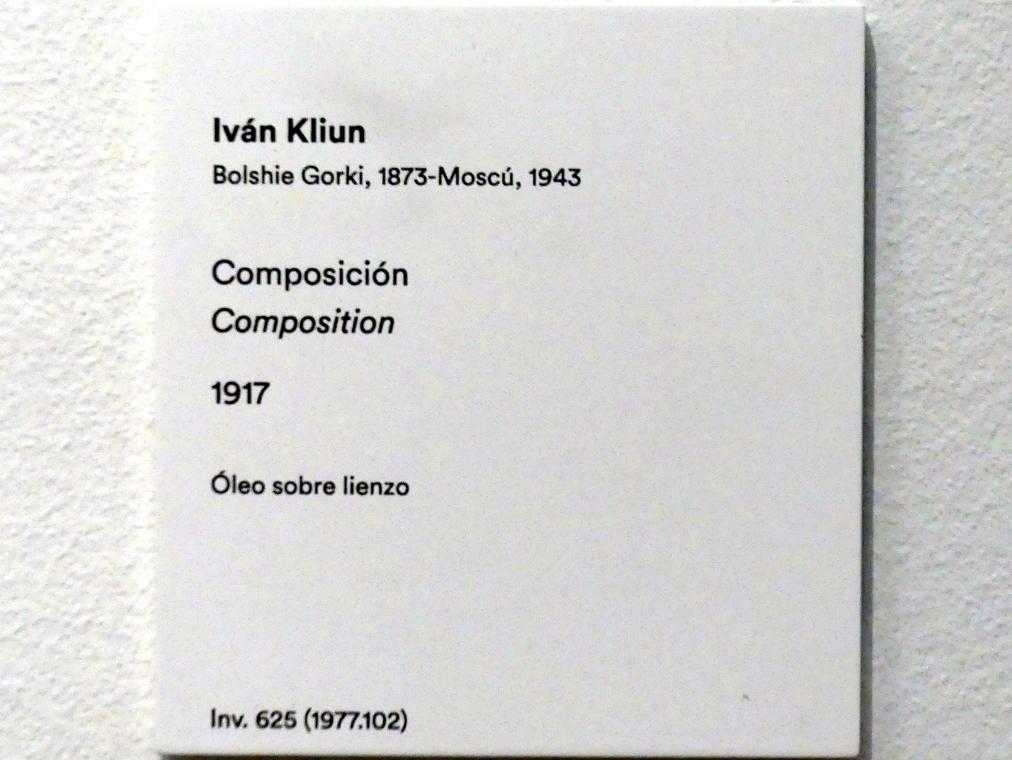 Iván Kliun
Bolshie Gorki, 1873-Moscú, 1943
Composición
Composition
1917
Óleo sobre lienzo
Inv. 625 (1977.102)